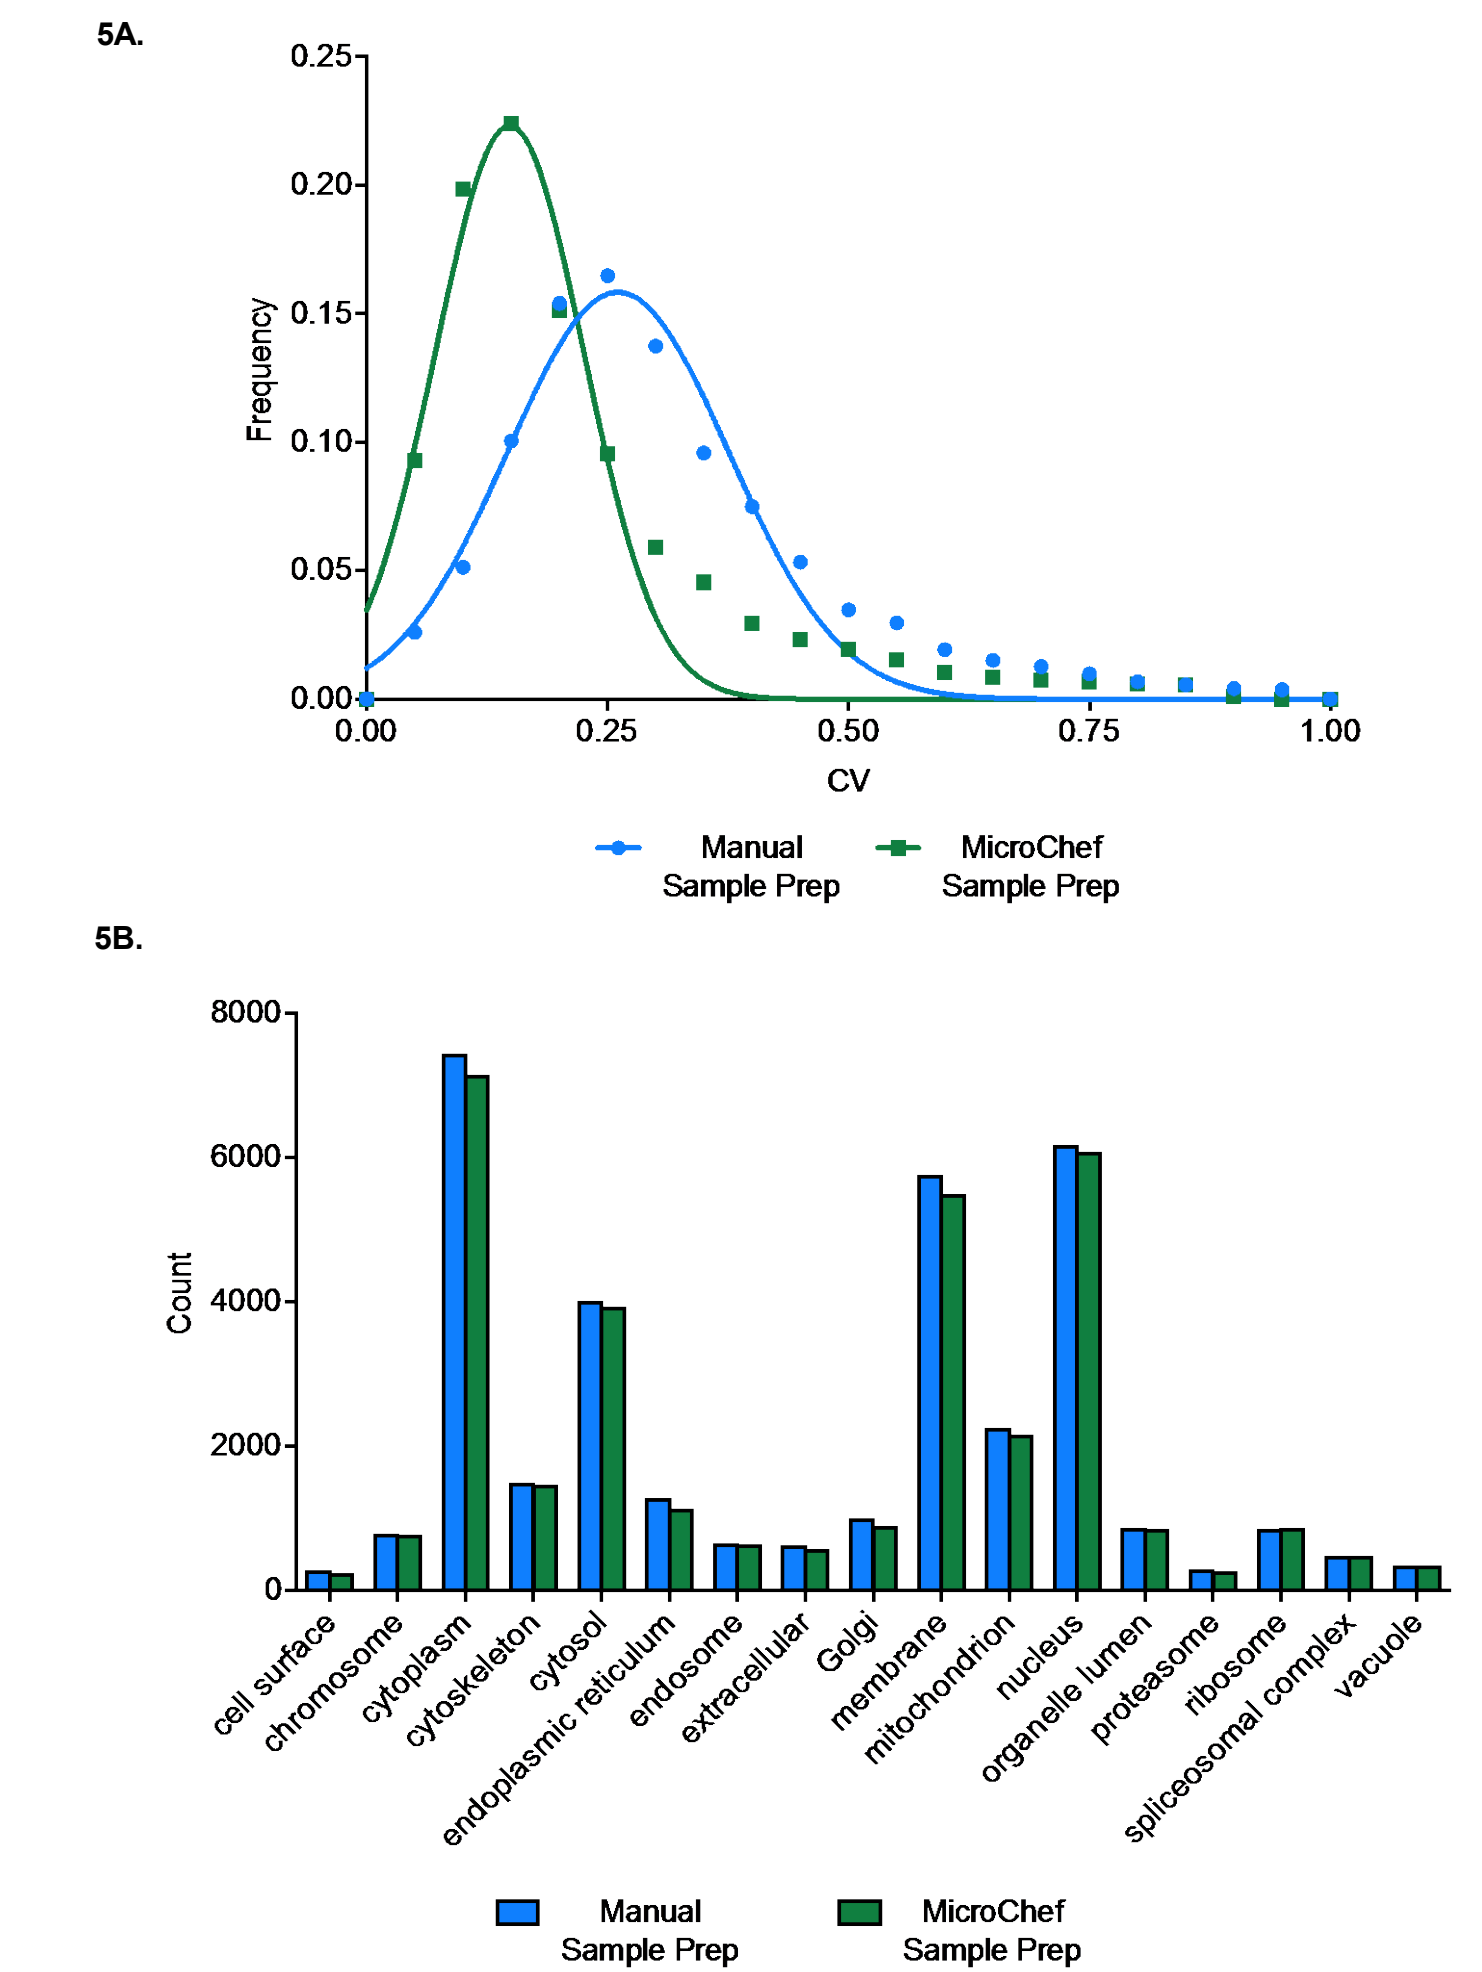 5A.
0.25
0.20
0.15
0.10
0.05
0.00
Frequency
0.00 0.25 0.50 0.75 1.00
CV
Manual Sample Prep
MicroChef Sample Prep
5B.
8000
6000
4000
2000
0
Count
cell surface
chromosome
cytoplasm
cytoskeleton
cytosol
endoplasmic reticulum
endosome
extracellular
Golgi
membrane
mitochondrion
nucleus
organelle lumen
proteasome
ribosome
spliceosomal complex
vacuole
Manual Sample Prep
MicroChef Sample Prep